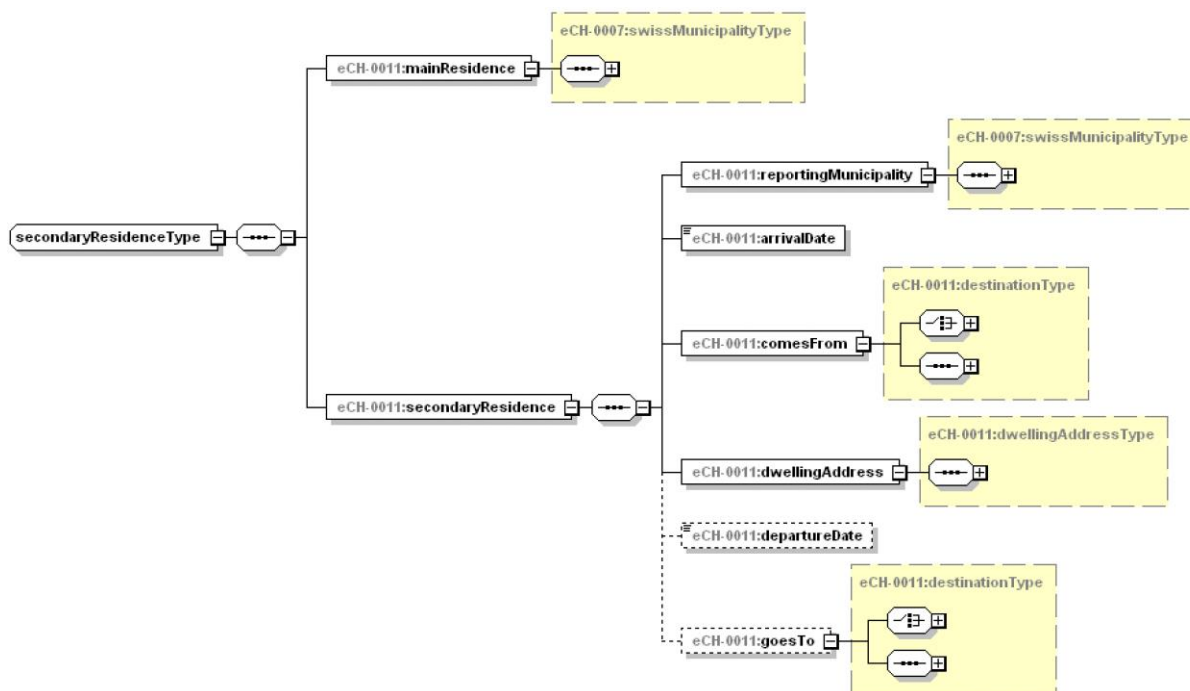 eCH-0007:swissMunicipalityType
eCH-0011:mainResidence
eCH-0007:swissMunicipalityType
eCH-0011:reportingMunicipality
secondaryResidenceType
eCH-0011:arrivalDate
eCH-0011:destinationType
eCH-0011:comesFrom
eCH-0011:secondaryResidence
eCH-0011:dwellingAddressType
eCH-0011:dwellingAddress
eCH-0011:departureDate
eCH-0011:destinationType
eCH-0011:goesTo